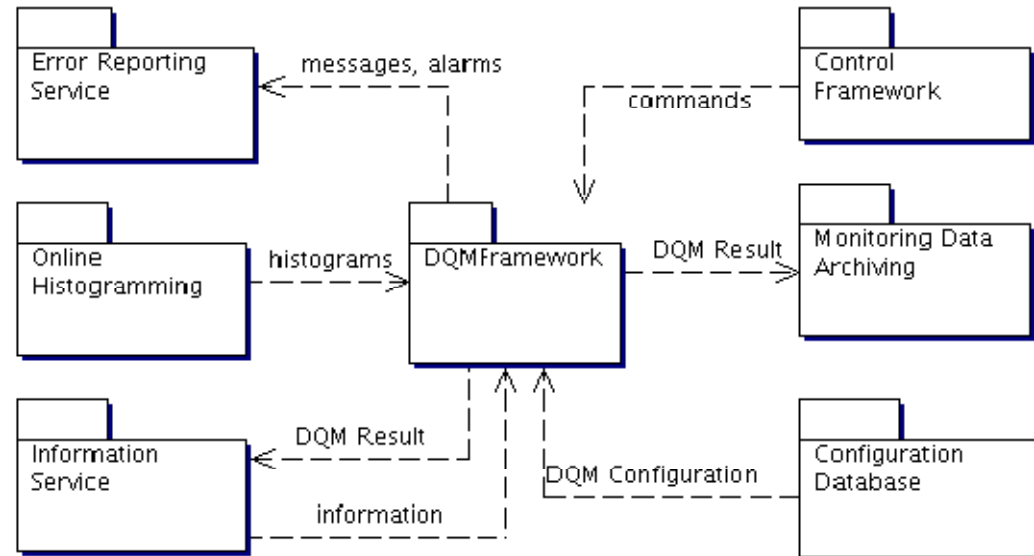 Error Reporting
Service
messages, alarms
commands
Control
Framework
Online
Histogramming
histograms
DQMFramework
DQM Result
Monitoring Data
Archiving
Information
Service
DQM Result
information
DQM Configuration
Configuration
Database